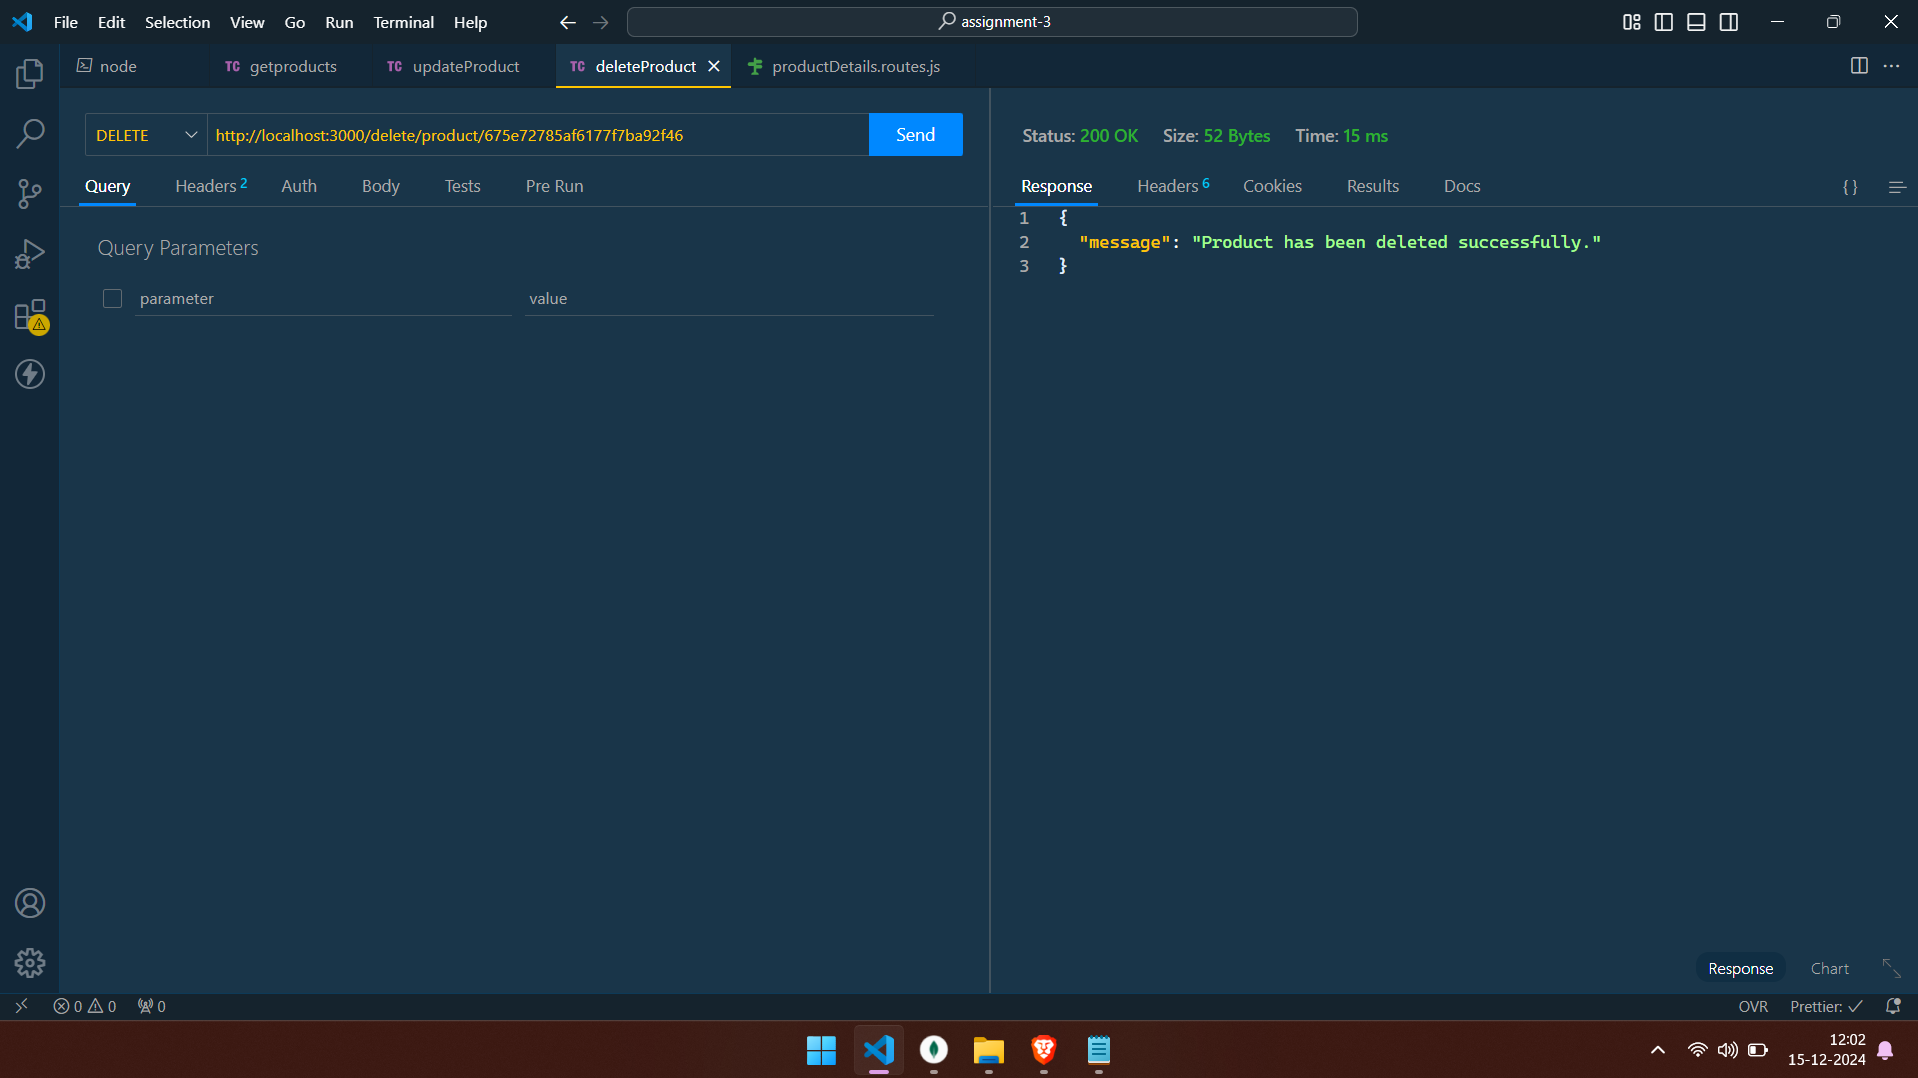 File Edit Selection View Go Run Terminal Help
assignment-3
node
TC getproducts
TC updateProduct
TC deleteProduct
productDetails.routes.js
DELETE
http://localhost:3000/delete/product/675e72785af6177f7ba92f46
Send
Query
Headers 2
Auth
Body
Tests
Pre Run
Query Parameters
parameter
value
Status: 200 OK Size: 52 Bytes Time: 15 ms
Response
Headers 6
Cookies
Results
Docs
{}
1 {
2 "message": "Product has been deleted successfully."
3 }
Response
Chart
0 0 0
OVR
Prettier:
12:02
15-12-2024